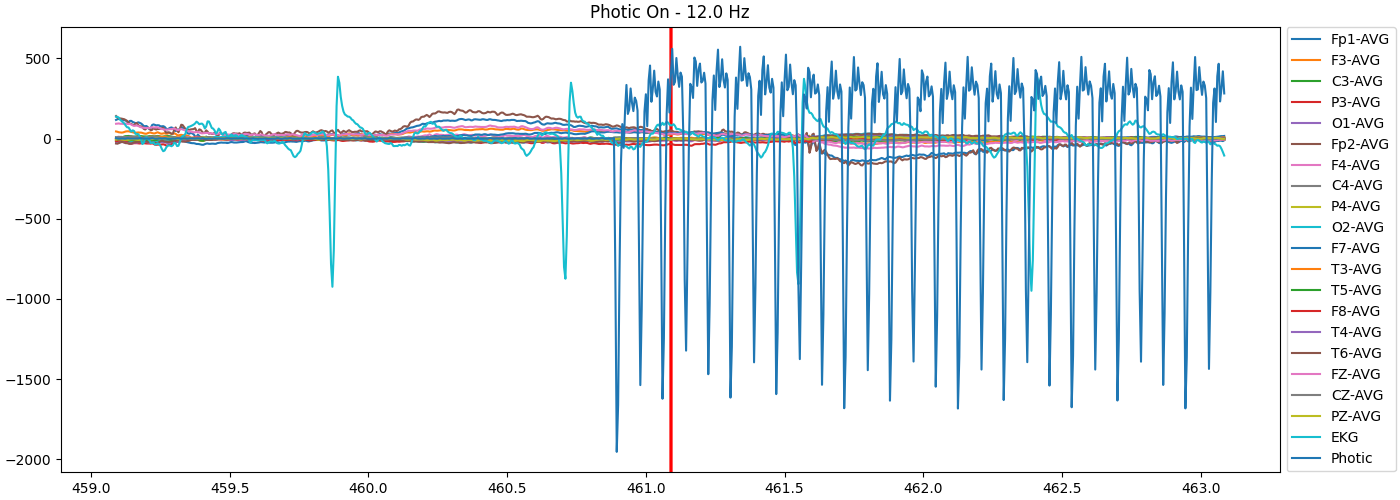 Photic On - 12.0 Hz
500
0
−500
−1000
−1500
−2000
459.0
459.5
460.0
460.5
461.0
461.5
462.0
462.5
463.0
Fp1-AVG
F3-AVG
C3-AVG
P3-AVG
O1-AVG
Fp2-AVG
F4-AVG
C4-AVG
P4-AVG
O2-AVG
F7-AVG
T3-AVG
T5-AVG
F8-AVG
T4-AVG
T6-AVG
FZ-AVG
CZ-AVG
PZ-AVG
EKG
Photic